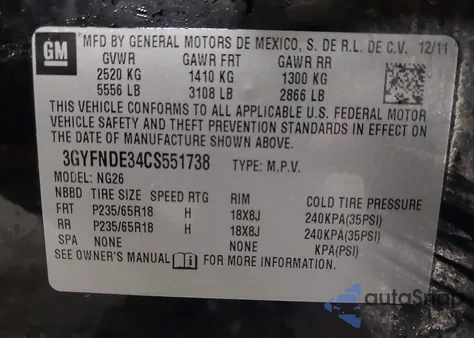 GM MFD BY GENERAL MOTORS DE MEXICO, S. DE R.L. DE C.V. 12/11
GVWR GAWR FRT GAWR RR
2520 KG 1410 KG 1300 KG
5556 LB 3108 LB 2866 LB
THIS VEHICLE CONFORMS TO ALL APPLICABLE U.S. FEDERAL MOTOR
VEHICLE SAFETY AND THEFT PREVENTION STANDARDS IN EFFECT ON
THE DATE OF MANUFACTURE SHOWN ABOVE.
3GYFNDE34CS551738 TYPE: M.P.V.
MODEL: NG26
NBBD TIRE SIZE SPEED RTG RIM COLD TIRE PRESSURE
FRT P235/65R18 H 18X8J 240KPA(35PSI)
RR P235/65R18 H 18X8J 240KPA(35PSI)
SPA NONE NONE KPA(PSI)
SEE OWNER'S MANUAL i FOR MORE INFORMATION.
autoSnap